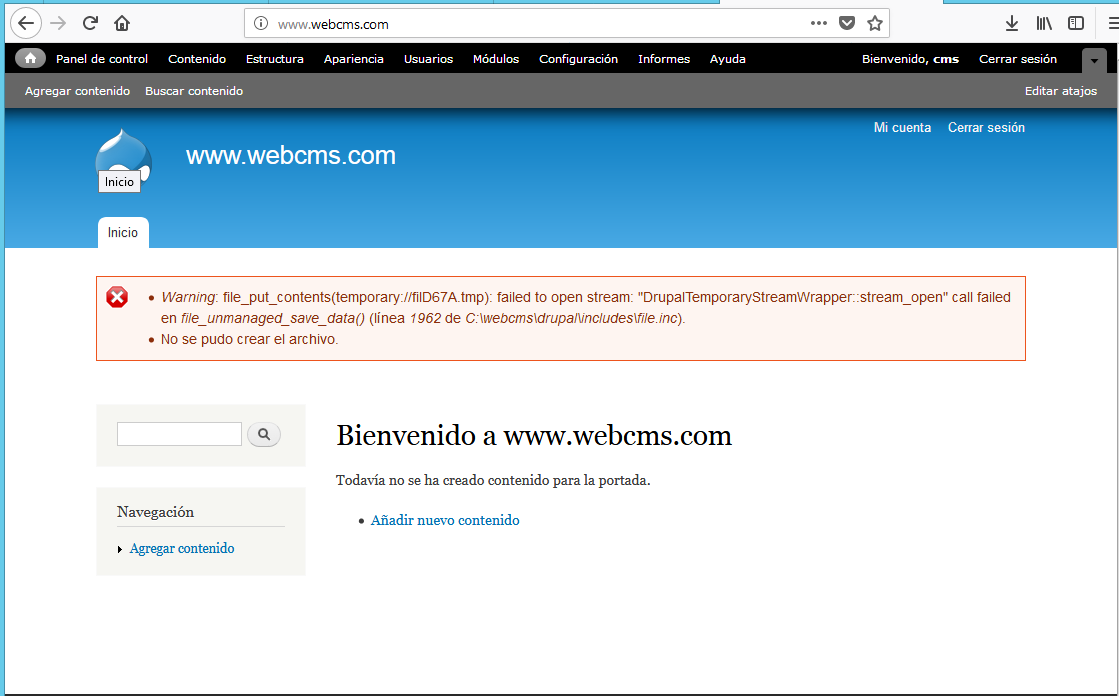 www.webcms.com
Panel de control Contenido Estructura Apariencia Usuarios Módulos Configuración Informes Ayuda Bienvenido, cms Cerrar sesión
Agregar contenido Buscar contenido Editar atajos
Mi cuenta Cerrar sesión
www.webcms.com
Inicio
Inicio
Warning: file_put_contents(temporary://filD67A.tmp): failed to open stream: "DrupalTemporaryStreamWrapper::stream_open" call failed
en file_unmanaged_save_data() (línea 1962 de C:\webcms\drupal\includes\file.inc).
No se pudo crear el archivo.
Bienvenido a www.webcms.com
Todavía no se ha creado contenido para la portada.
Añadir nuevo contenido
Navegación
Agregar contenido